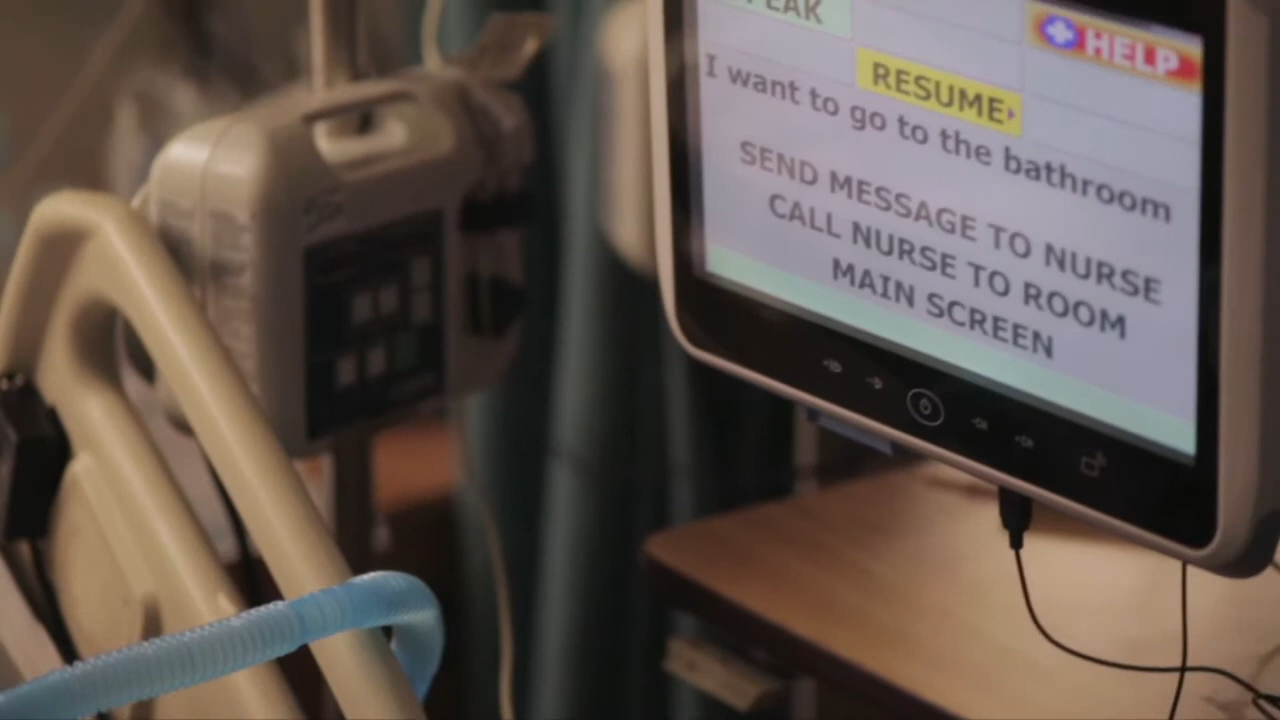 HELP
RESUME
I want to go to the bathroom
SEND MESSAGE TO NURSE
CALL NURSE TO ROOM
MAIN SCREEN